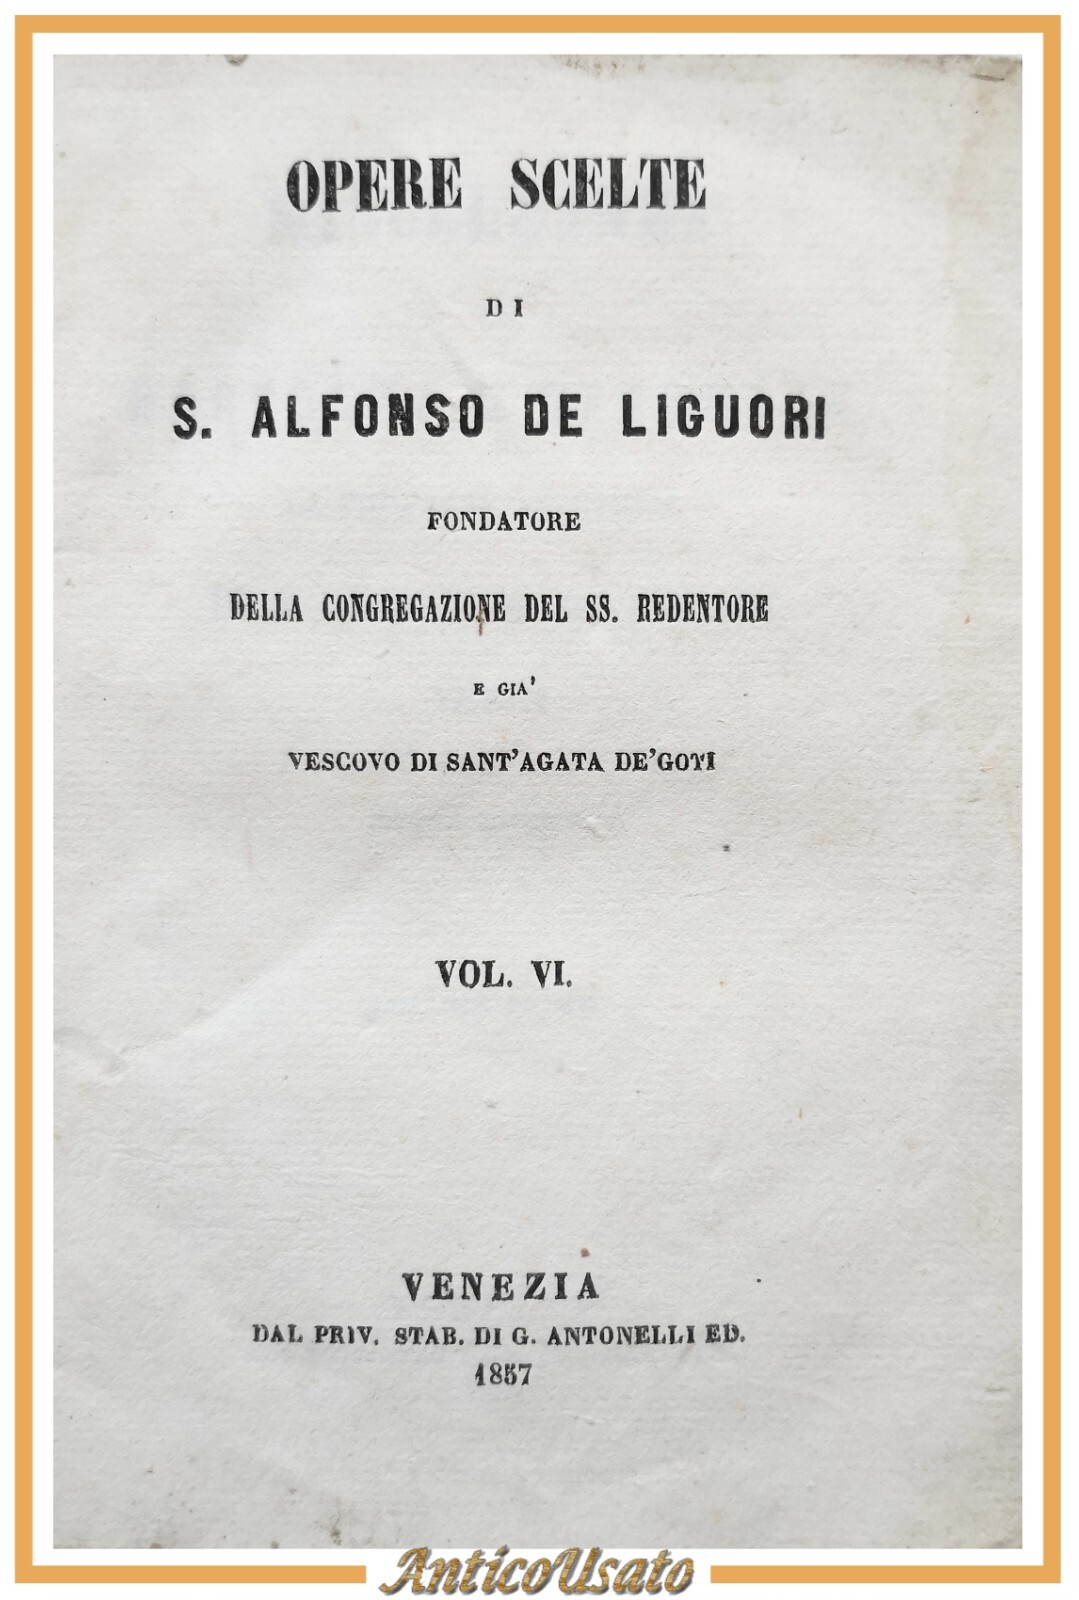 OPERE SCELTE
DI
S. ALFONSO DE LIGUORI
FONDATORE
DELLA CONGREGAZIONE DEL SS. REDENTORE
E GIA'
VESCOVO DI SANT'AGATA DE'GOTI
VOL. VI.
VENEZIA
DAL PRIV. STAB. DI G. ANTONELLI ED.
1857
AnticoUsato